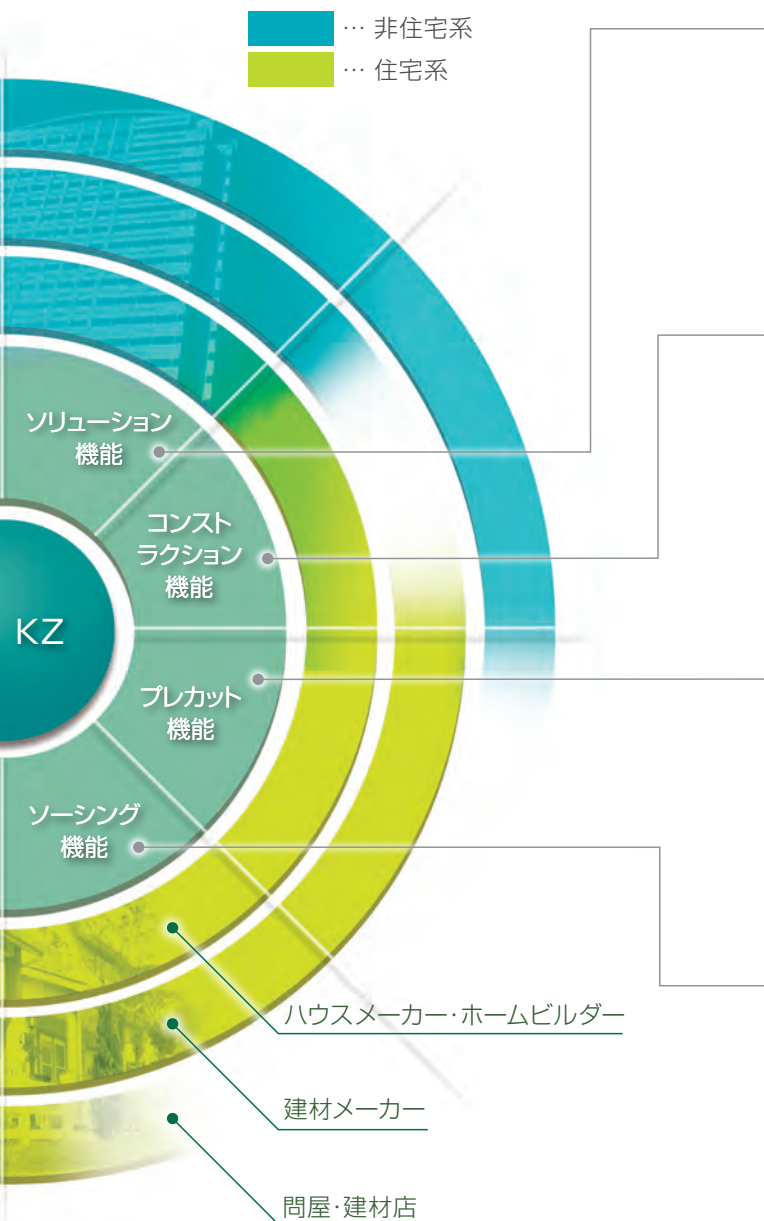 … 非住宅系
… 住宅系
ソリューション
機能
コンスト
ラクション
機能
KZ
プレカット
機能
ソーシング
機能
ハウスメーカー･ホームビルダー
建材メーカー
問屋･建材店